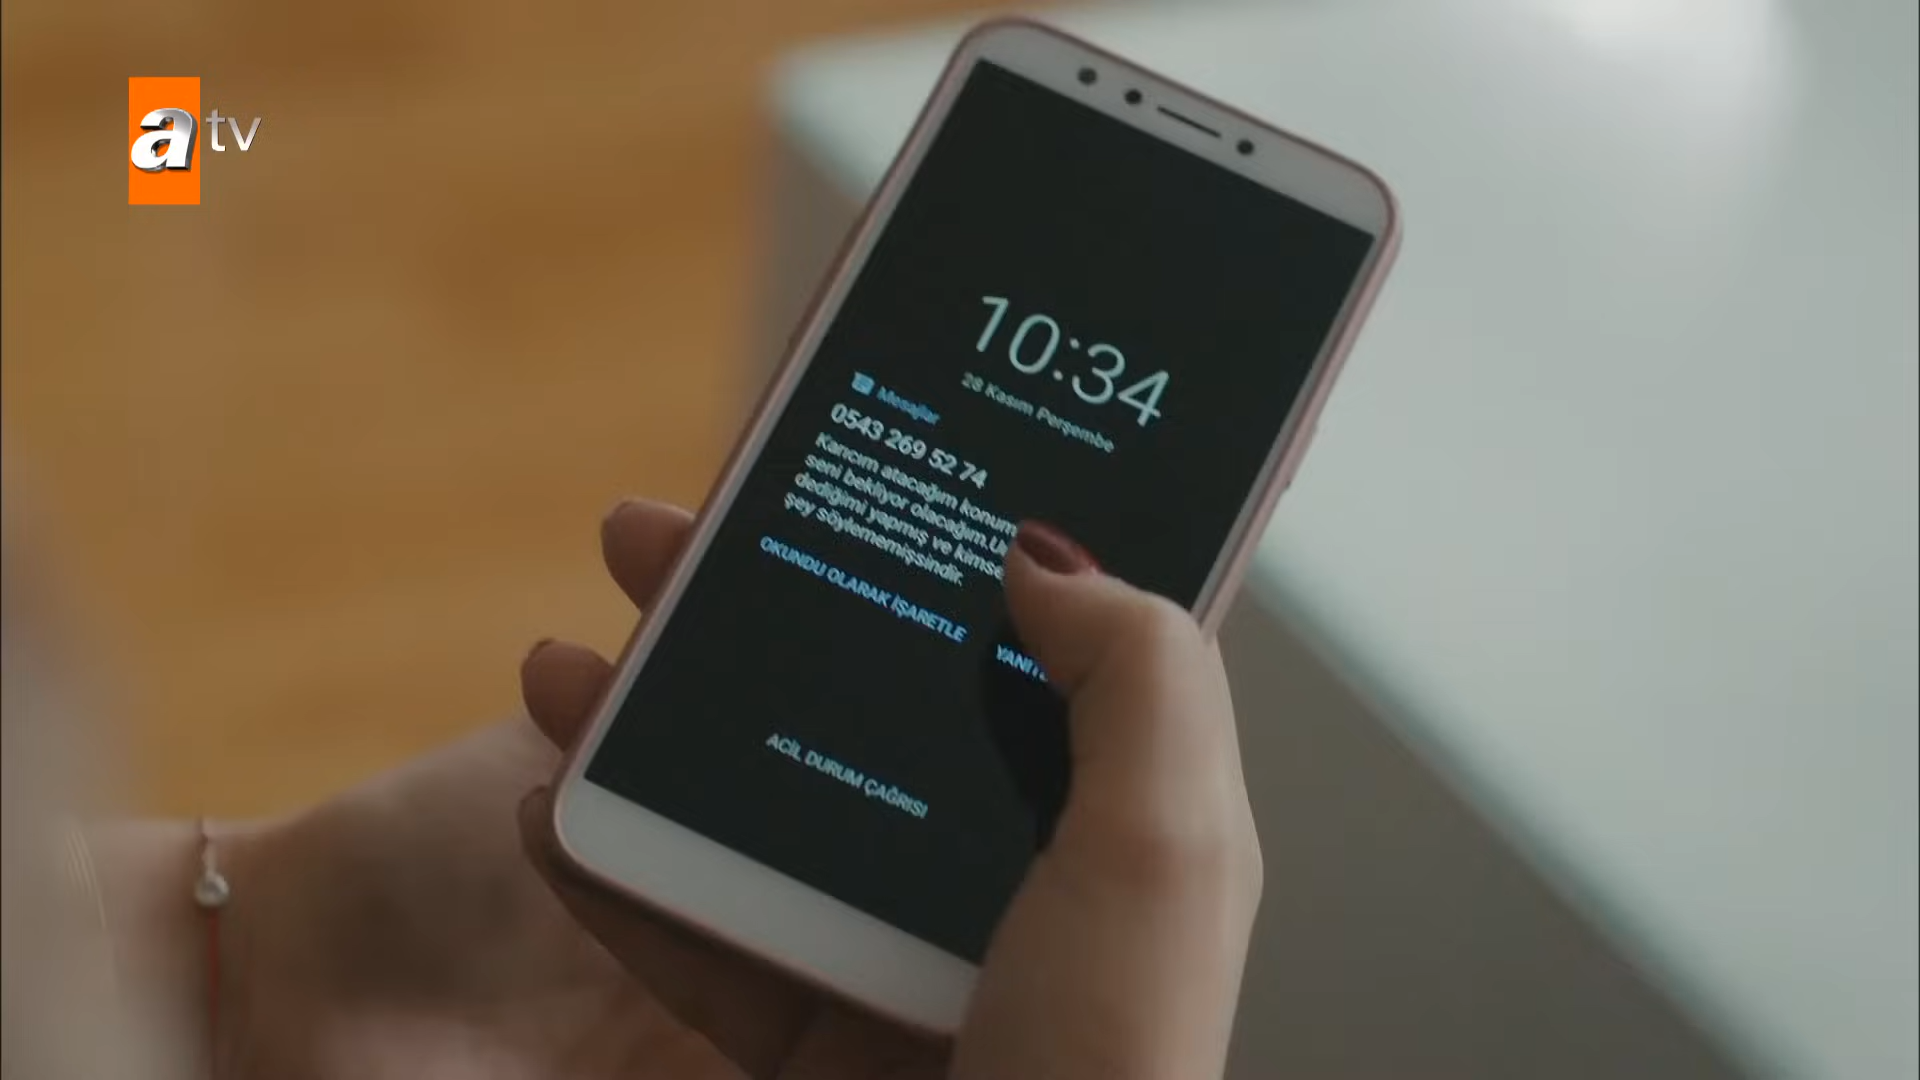 atv
10:34
28 Kasım Perşembe
Mesajlar
0543 269 52 74
Karıcım atacağım konum
seni bekliyor olacağım.
dediğimi yapmış ve kimse
şey söylememişsindir.
OKUNDU OLARAK İŞARETLE
ACİL DURUM ÇAĞRISI